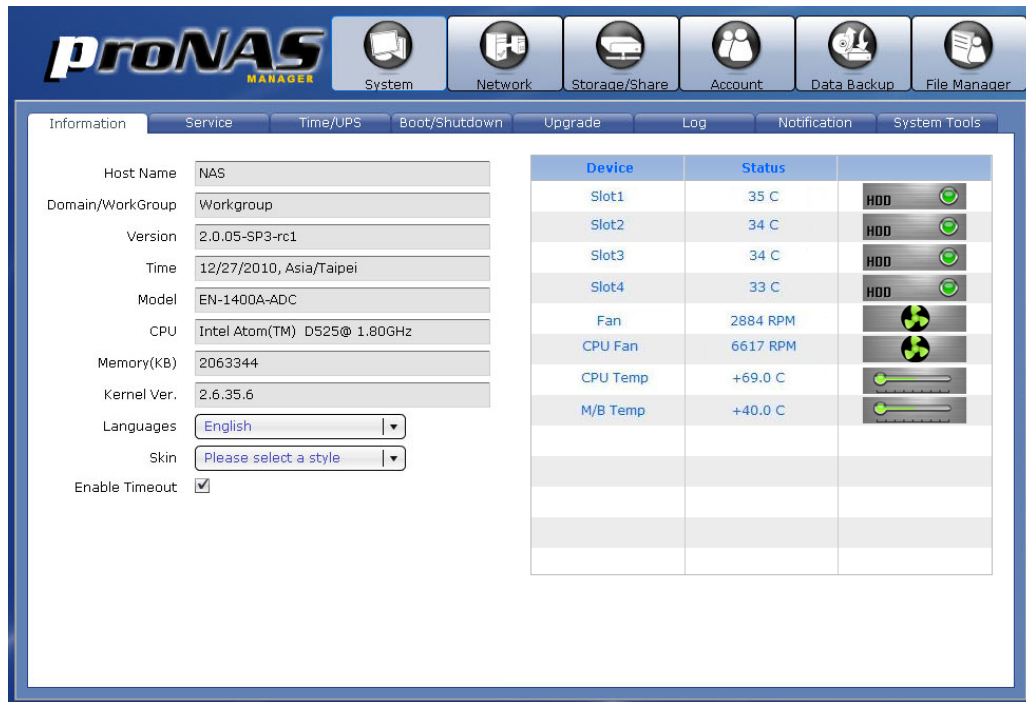 proNAS
MANAGER
System
Network
Storage/Share
Account
Data Backup
File Manager
Information
Service
Time/UPS
Boot/Shutdown
Upgrade
Log
Notification
System Tools
Host Name NAS
Domain/WorkGroup Workgroup
Version 2.0.05-SP3-rc1
Time 12/27/2010, Asia/Taipei
Model EN-1400A-ADC
CPU Intel Atom(TM) D525@ 1.80GHz
Memory(KB) 2063344
Kernel Ver. 2.6.35.6
Languages English
Skin Please select a style
Enable Timeout
Device Status
Slot1 35 C HDD
Slot2 34 C HDD
Slot3 34 C HDD
Slot4 33 C HDD
Fan 2884 RPM
CPU Fan 6617 RPM
CPU Temp +69.0 C
M/B Temp +40.0 C